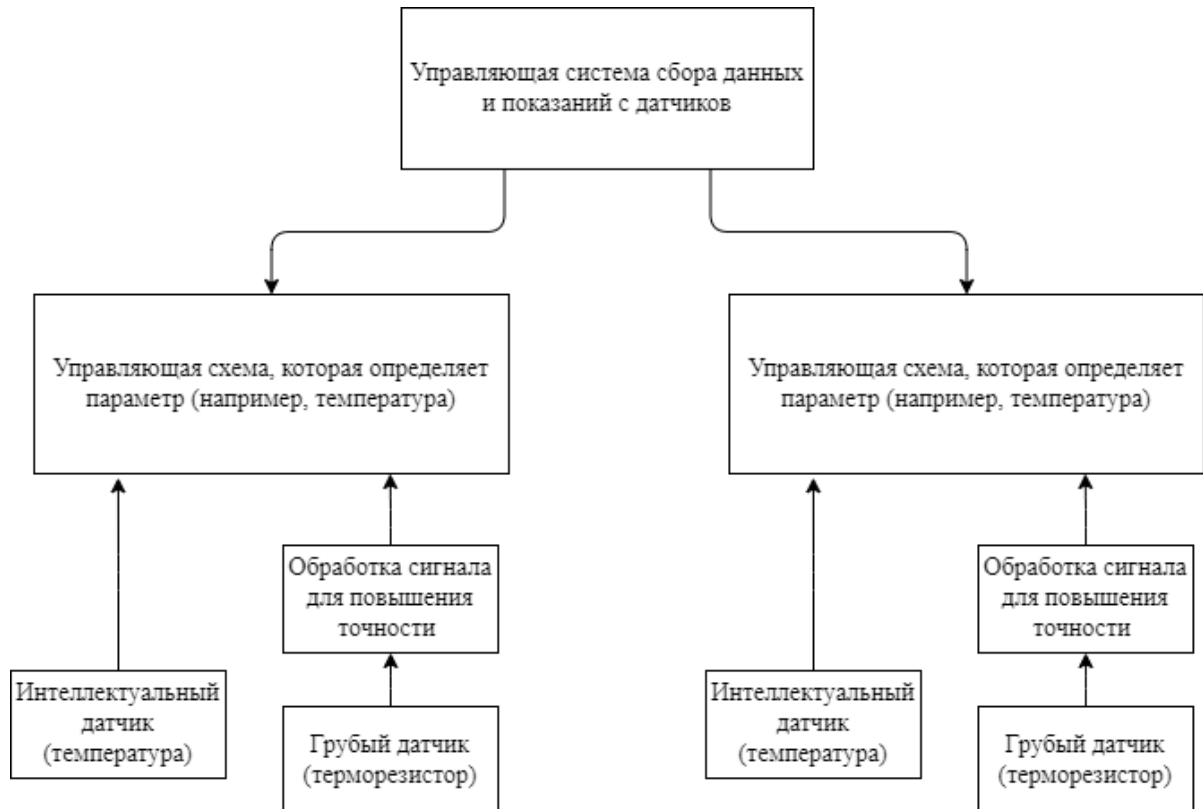 Управляющая система сбора данных
и показаний с датчиков
Управляющая схема, которая определяет
параметр (например, температура)
Управляющая схема, которая определяет
параметр (например, температура)
Обработка сигнала
для повышения
точности
Обработка сигнала
для повышения
точности
Интеллектуальный
датчик
(температура)
Грубый датчик
(терморезистор)
Интеллектуальный
датчик
(температура)
Грубый датчик
(терморезистор)